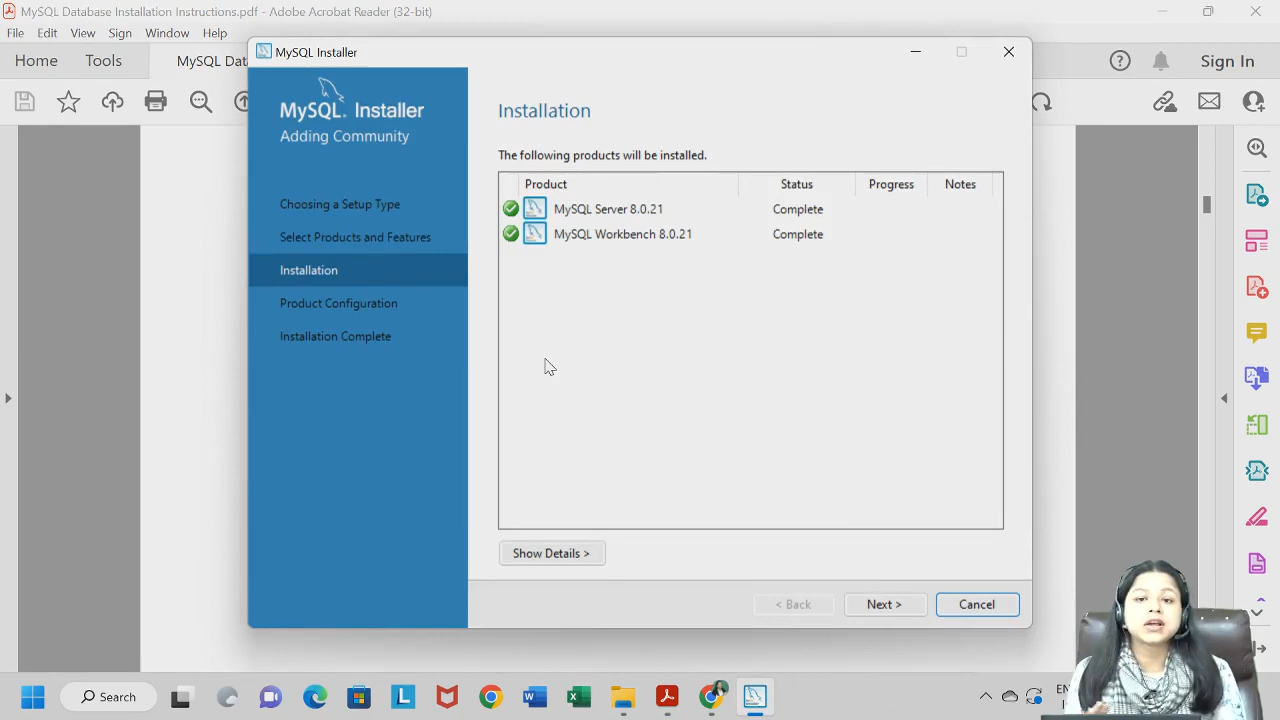 MySQL Database Installation Instructions.pdf - Adobe Acrobat Reader (32-bit)
File Edit View Sign Window Help
Home Tools MySQL Dat
Sign In
MySQL Installer
MySQL® Installer
Adding Community
Choosing a Setup Type
Select Products and Features
Installation
Product Configuration
Installation Complete
Installation
The following products will be installed.
Product Status Progress Notes
MySQL Server 8.0.21 Complete
MySQL Workbench 8.0.21 Complete
Show Details >
< Back Next > Cancel
Search
EN